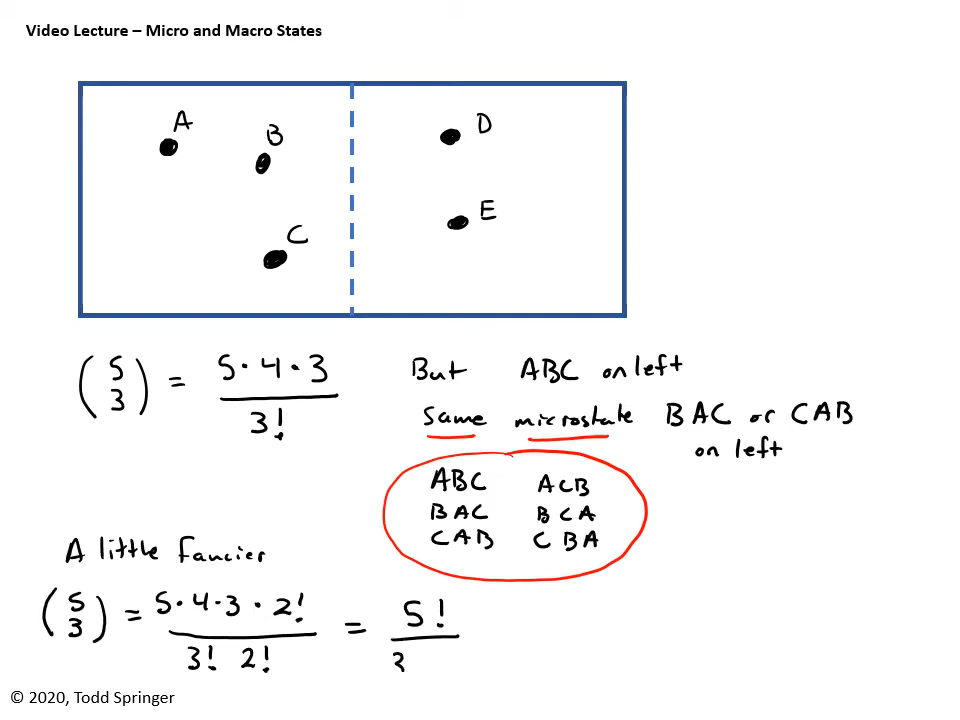 Video Lecture – Micro and Macro States
A
B
C
D
E
(5 3) = 5·4·3 / 3!
But ABC on left
same microstate BAC or CAB
on left
ABC ACB
BAC BCA
CAB CBA
A little fancier
(5 3) = 5·4·3·2! / 3! 2! = 5! / 3
© 2020, Todd Springer